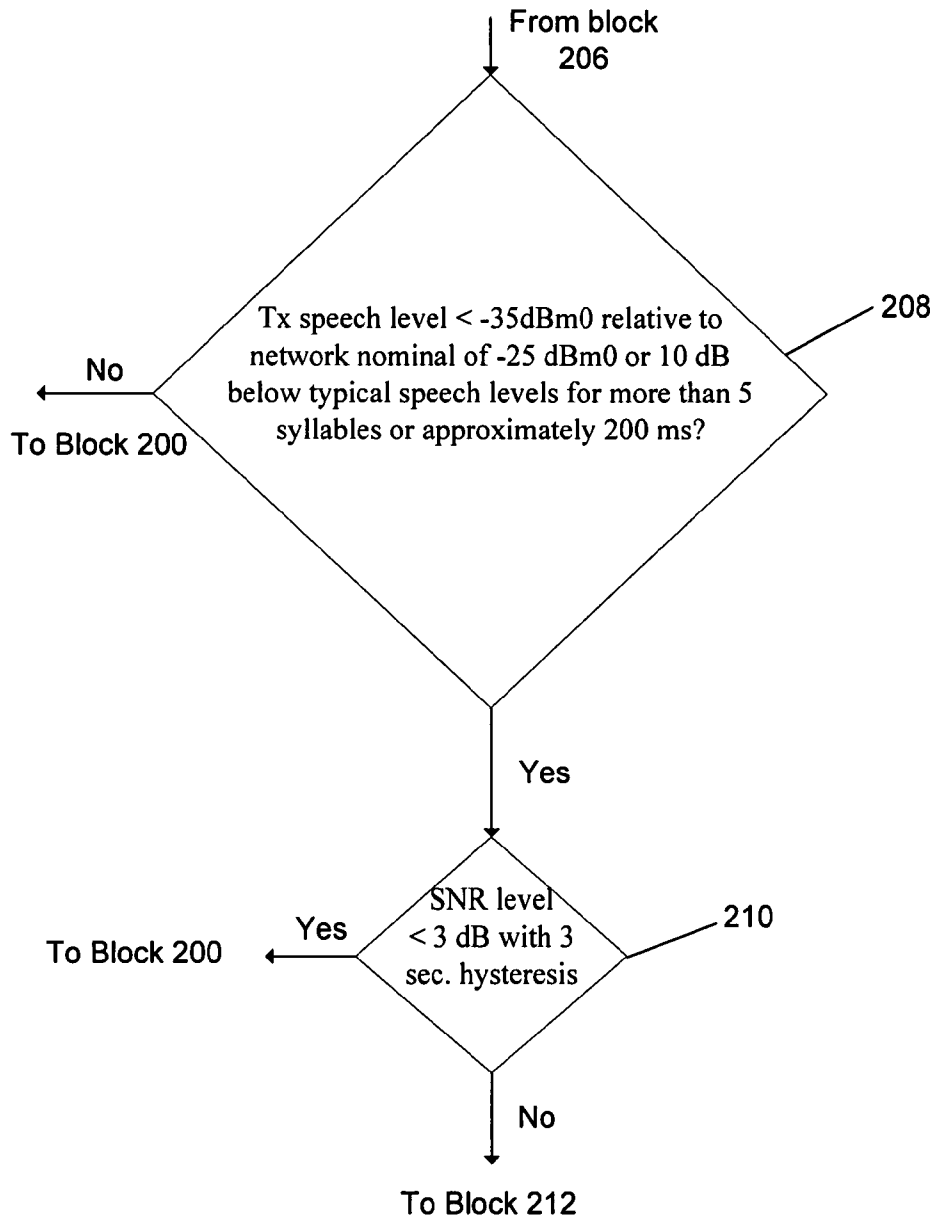 From block
206
208
Tx speech level < -35dBm0 relative to
network nominal of -25 dBm0 or 10 dB
below typical speech levels for more than 5
syllables or approximately 200 ms?
No
To Block 200
Yes
SNR level
< 3 dB with 3
sec. hysteresis
210
Yes
To Block 200
No
To Block 212